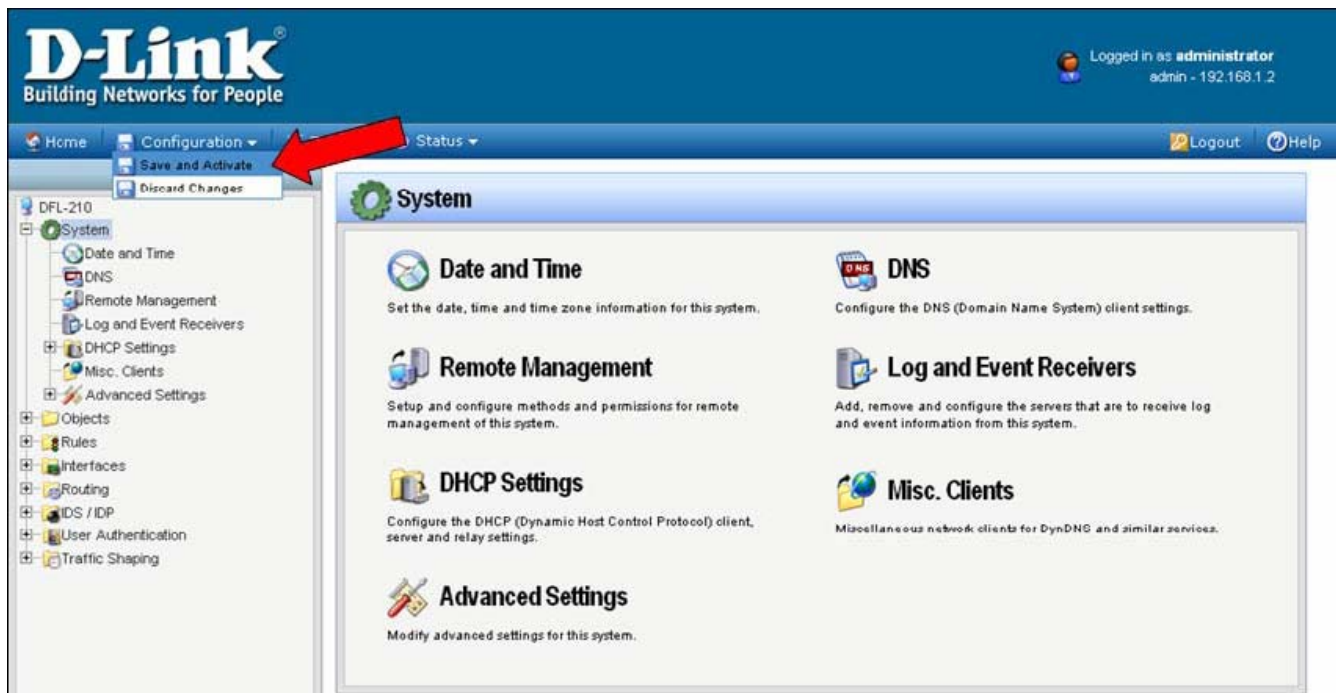 D-Link®
Building Networks for People
Logged in as administrator
admin - 192.168.1.2
Home
Configuration
Status
Logout
Help
Save and Activate
Discard Changes
DFL-210
System
Date and Time
DNS
Remote Management
Log and Event Receivers
DHCP Settings
Misc. Clients
Advanced Settings
Objects
Rules
Interfaces
Routing
IDS / IDP
User Authentication
Traffic Shaping
System
Date and Time
Set the date, time and time zone information for this system.
DNS
Configure the DNS (Domain Name System) client settings.
Remote Management
Setup and configure methods and permissions for remote
management of this system.
Log and Event Receivers
Add, remove and configure the servers that are to receive log
and event information from this system.
DHCP Settings
Configure the DHCP (Dynamic Host Control Protocol) client,
server and relay settings.
Misc. Clients
Miscellaneous network clients for DynDNS and similar services.
Advanced Settings
Modify advanced settings for this system.